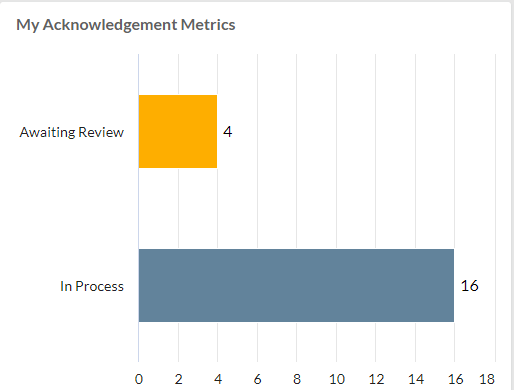 My Acknowledgement Metrics
Awaiting Review
4
In Process
16
0 2 4 6 8 10 12 14 16 18